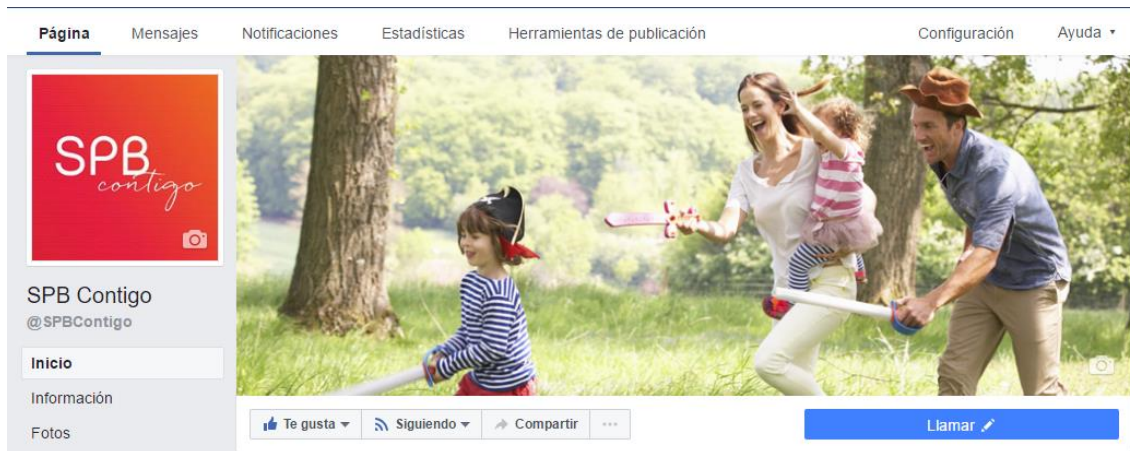 Página Mensajes Notificaciones Estadísticas Herramientas de publicación Configuración Ayuda
SPB
contigo
SPB Contigo
@SPBContigo
Inicio
Información
Fotos
Te gusta Siguiendo Compartir ... Llamar